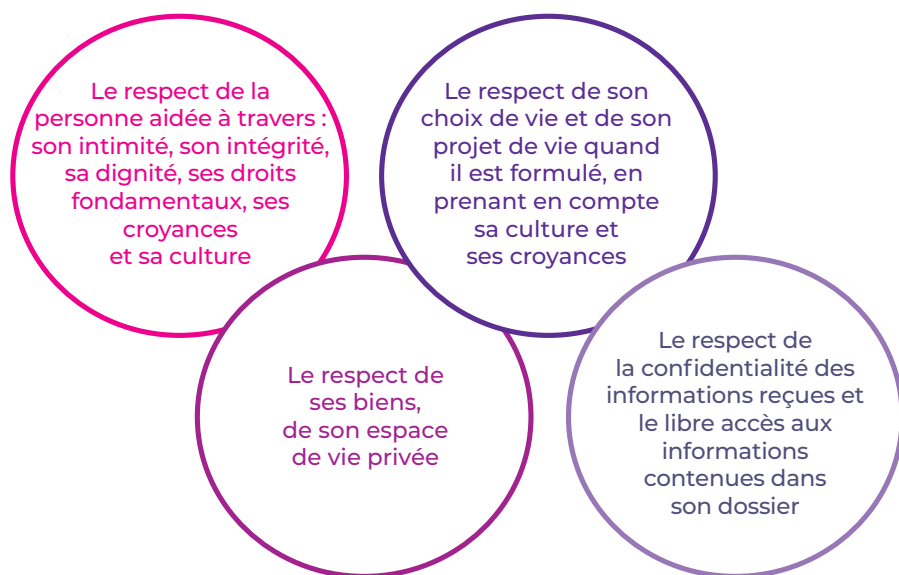 Le respect de la
personne aidée à travers :
son intimité, son intégrité,
sa dignité, ses droits
fondamentaux, ses
croyances
et sa culture
Le respect de son
choix de vie et de son
projet de vie quand
il est formulé, en
prenant en compte
sa culture et
ses croyances
Le respect de
ses biens,
de son espace
de vie privée
Le respect de
la confidentialité des
informations reçues et
le libre accès aux
informations
contenues dans
son dossier